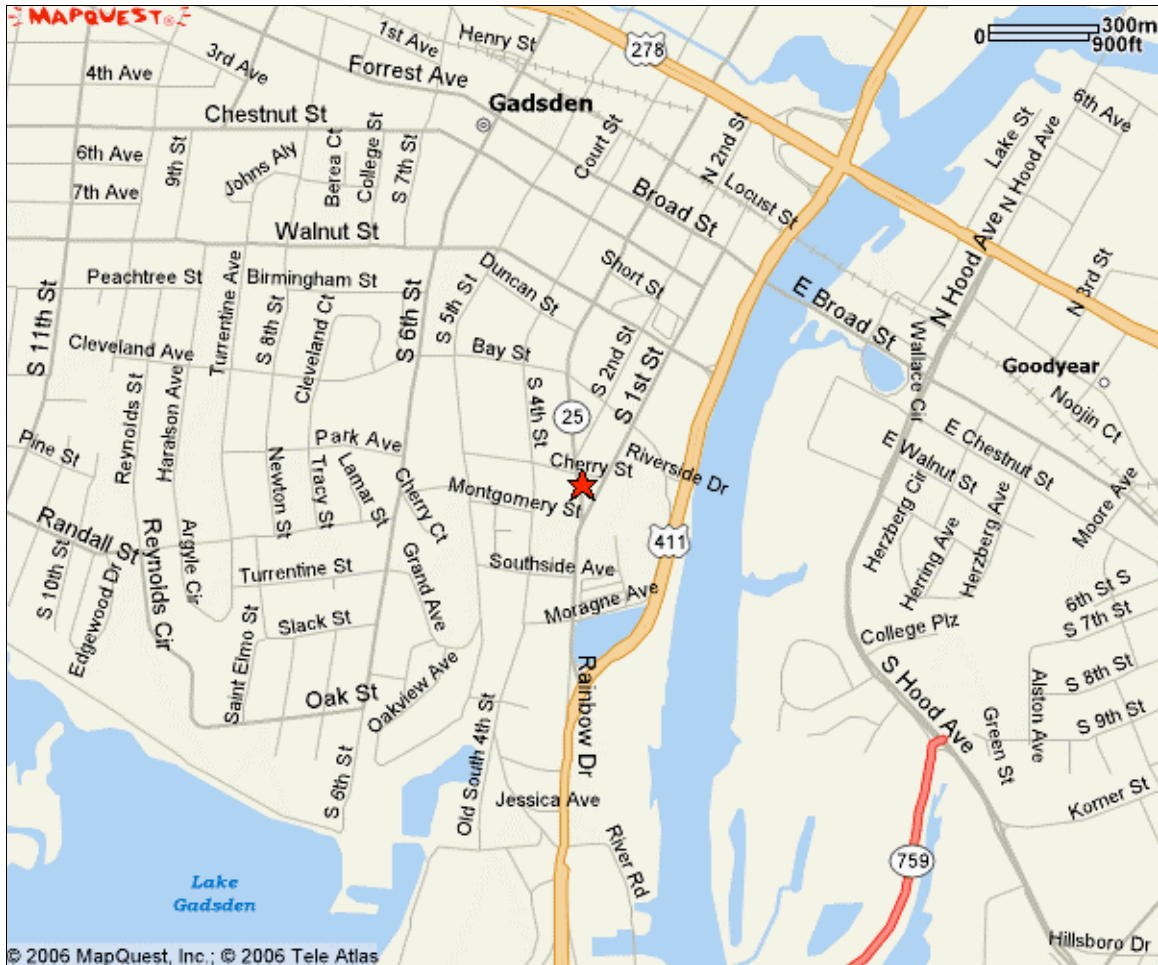 MAPQUEST
300m
0
900ft
1st Ave
Henry St
278
3rd Ave
4th Ave
Forrest Ave
6th Ave
Lake St
Gadsden
Chestnut St
Court St
N 2nd St
N Hood Ave
6th Ave
9th St
Johns Aly
Berea Ct
College St
S 7th St
7th Ave
Locust St
Broad St
Walnut St
Peachtree St
Turrentine Ave
Birmingham St
Duncan St
Short St
N Hood Ave
N 3rd St
E Broad St
S 11th St
S 8th St
Cleveland Ct
S 6th St
S 5th St
Cleveland Ave
Bay St
S 2nd St
S 1st St
Wallace Cir
Goodyear
Noojin Ct
Reynolds St
Haralson Ave
S 4th St
25
Pine St
Park Ave
Cherry St
Riverside Dr
E Chestnut St
E Walnut St
Newton St
Tracy St
Lamar St
Cherry Ct
Montgomery St
Herzberg Cir
Herring Ave
Herzberg Ave
Moore Ave
Randall St
Reynolds Cir
Argyle Cir
411
S 10th St
Edgewood Dr
Turrentine St
Grand Ave
Southside Ave
Moragne Ave
6th St S
S 7th St
Saint Elmo St
Slack St
College Plz
Oak St
Oakview Ave
Rainbow Dr
S Hood Ave
Alston Ave
S 8th St
S 9th St
Green St
S 6th St
Old South 4th St
Jessica Ave
Korner St
River Rd
759
Lake
Gadsden
Hillsboro Dr
© 2006 MapQuest, Inc.; © 2006 Tele Atlas